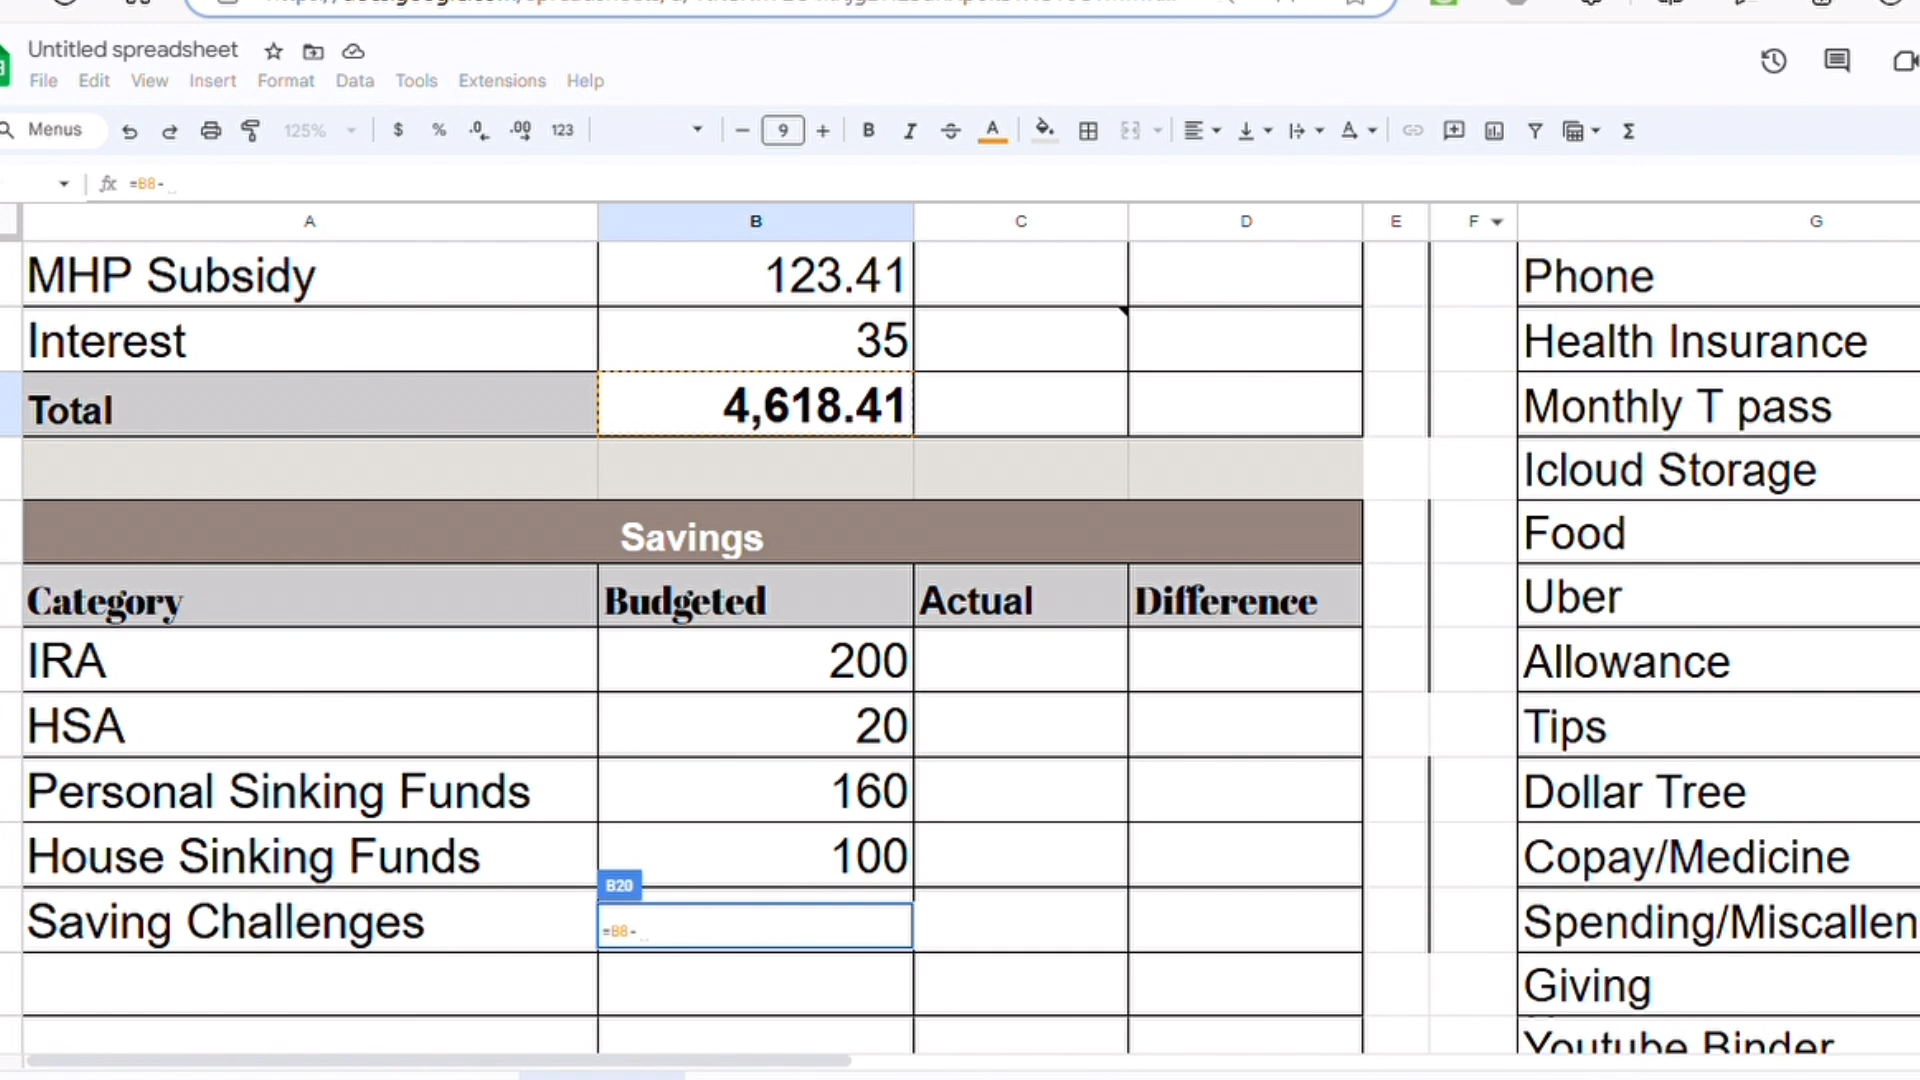 Untitled spreadsheet
File Edit View Insert Format Data Tools Extensions Help
Menus 125% $ % .0 .00 123 9 B I A
fx =B8-
A B C D E F G
MHP Subsidy 123.41 Phone
Interest 35 Health Insurance
Total 4,618.41 Monthly T pass
Icloud Storage
Savings Food
Category Budgeted Actual Difference Uber
IRA 200 Allowance
HSA 20 Tips
Personal Sinking Funds 160 Dollar Tree
House Sinking Funds 100 Copay/Medicine
B20
Saving Challenges =B8- Spending/Miscallen
Giving
Youtube Binder